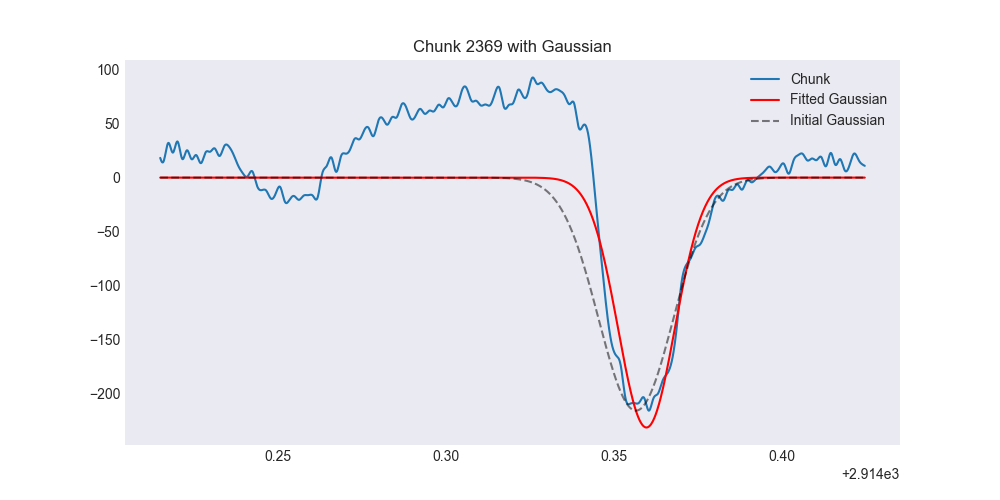 Chunk 2369 with Gaussian
100
50
0
−50
−100
−150
−200
Chunk
Fitted Gaussian
Initial Gaussian
0.25 0.30 0.35 0.40
+2.914e3